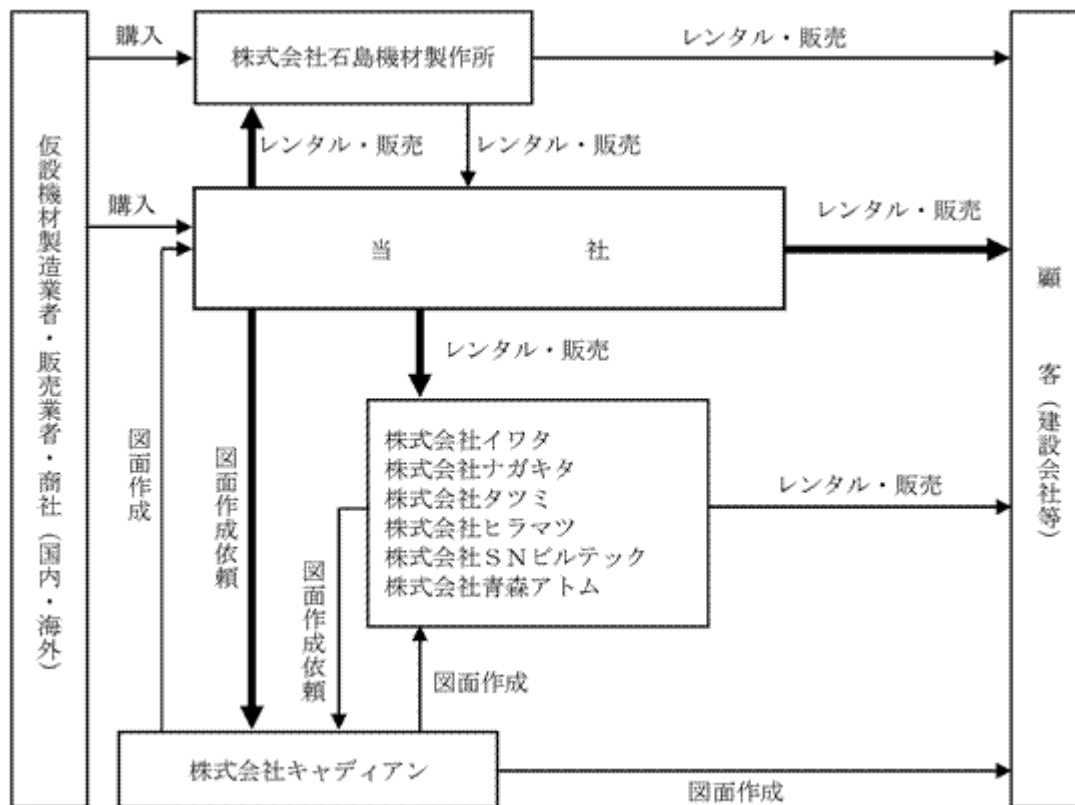 購入
株式会社石島機材製作所
レンタル・販売
レンタル・販売
レンタル・販売
仮設機材製造業者・販売業者・商社（国内・海外）
購入
当　　社
レンタル・販売
顧　　客（建設会社等）
レンタル・販売
図面作成
図面作成依頼
株式会社イワタ
株式会社ナガキタ
株式会社タツミ
株式会社ヒラマツ
株式会社ＳＮビルテック
株式会社青森アトム
レンタル・販売
図面作成依頼
図面作成
株式会社キャディアン
図面作成